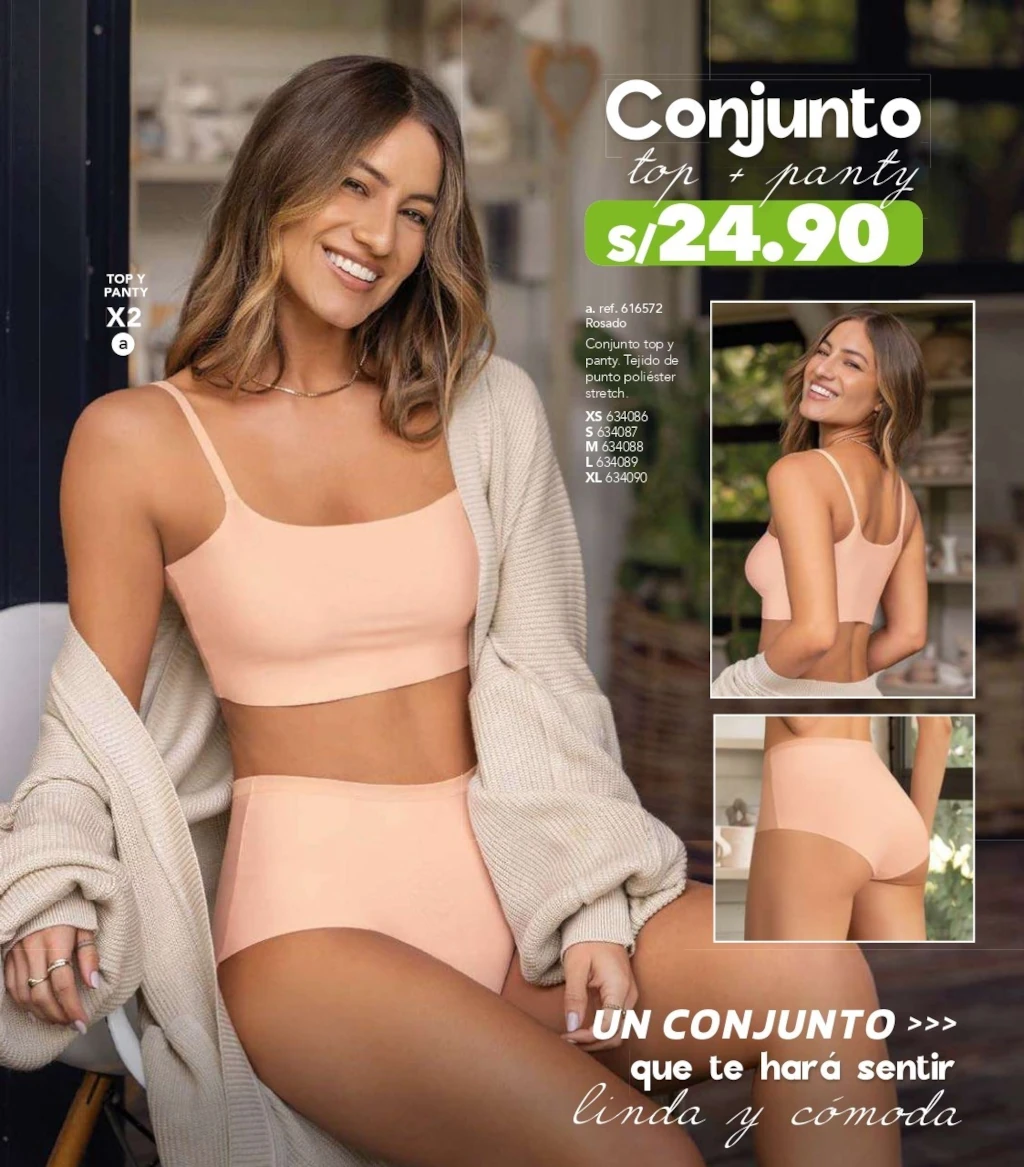 Conjunto
top + panty
s/24.90
TOP Y
PANTY
X2
a
a. ref. 616572
Rosado
Conjunto top y
panty. Tejido de
punto poliéster
stretch.
XS 634086
S 634087
M 634088
L 634089
XL 634090
UN CONJUNTO >>>
que te hará sentir
linda y cómoda